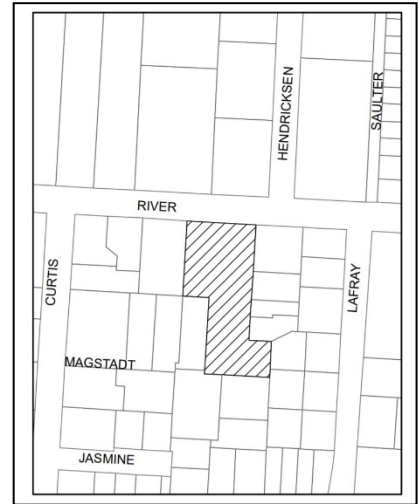 HENDRICKSEN
SAULTER
RIVER
CURTIS
LAFRAY
MAGSTADT
JASMINE